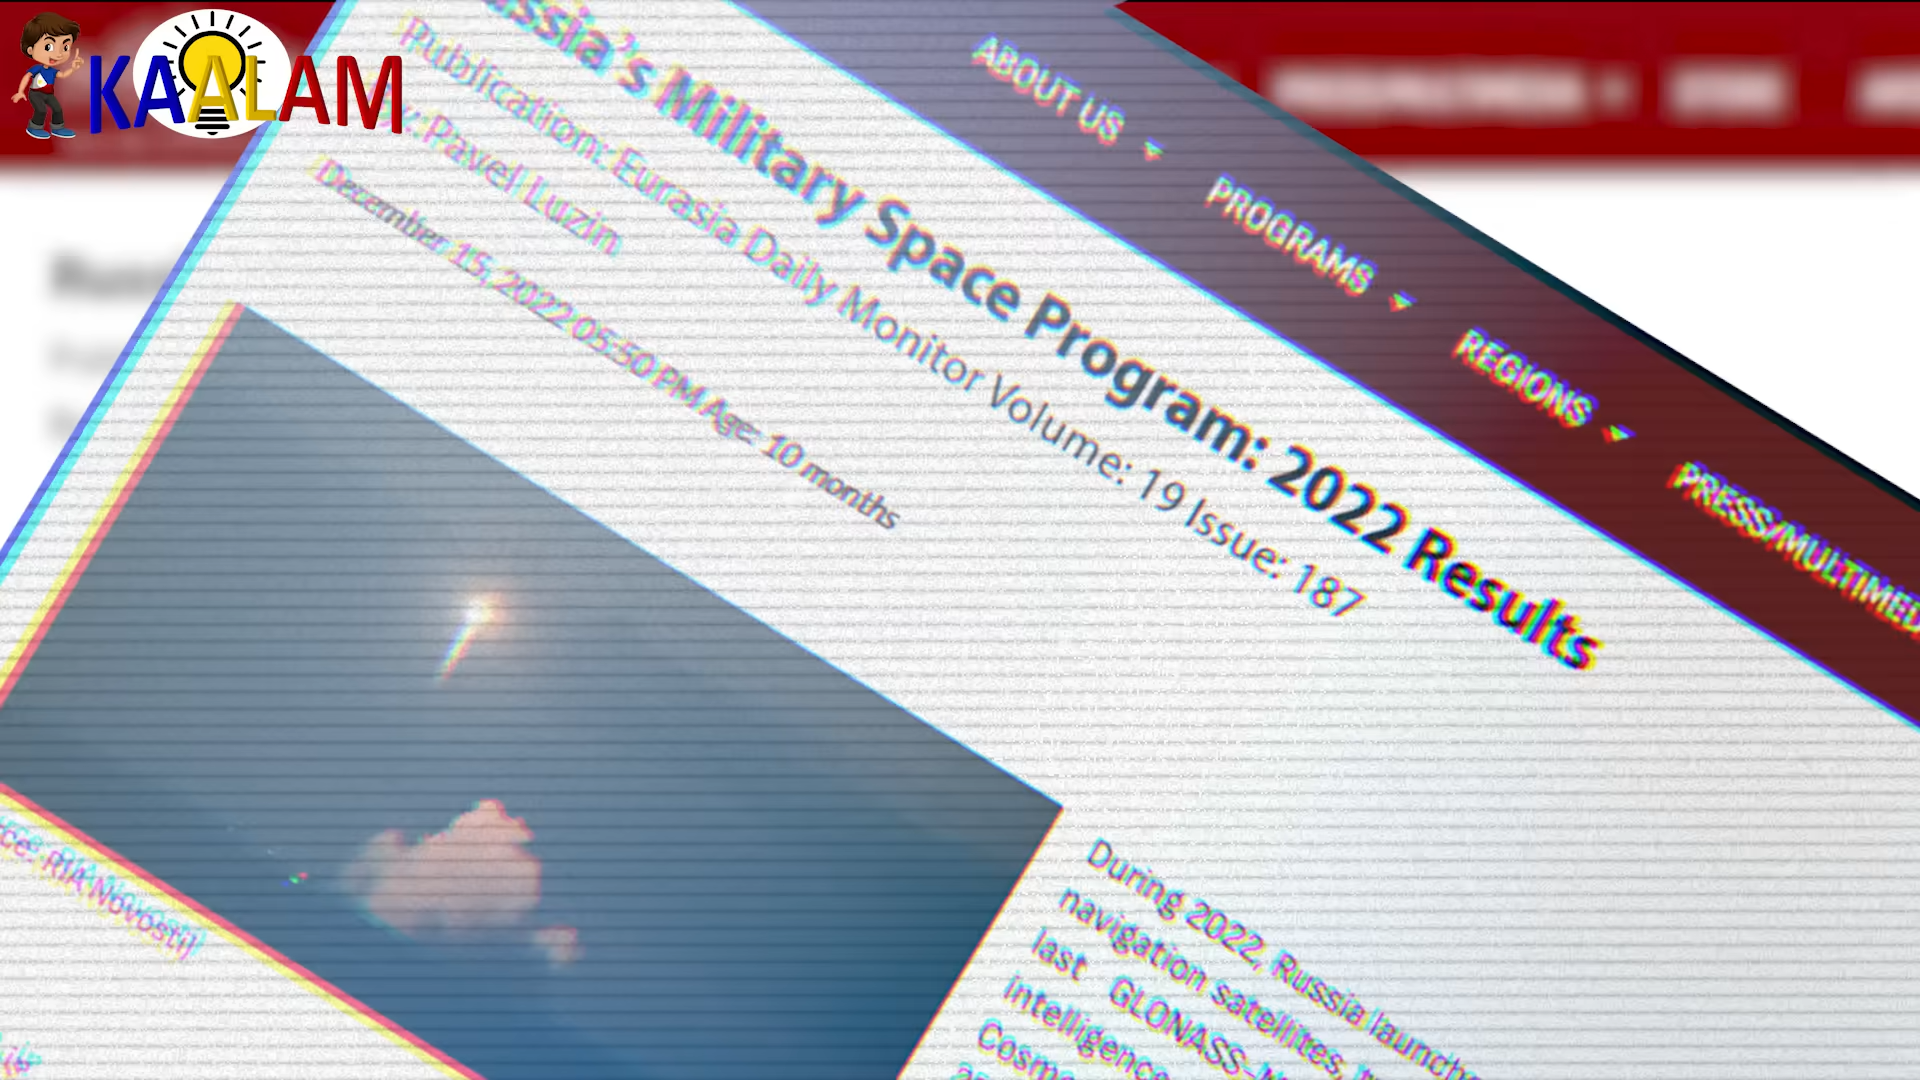 KAALAM
ABOUT US
PROGRAMS
REGIONS
PRESS/MULTIMED
Military Space Program: 2022 Results
Publication: Eurasia Daily Monitor Volume: 19 Issue: 187
Pavel Luzin
December 15, 2022 05:50 PM Age: 10 months
RIA Novosti]
During 2022, Russia
navigation satellites,
last GLONASS-M
intelligence